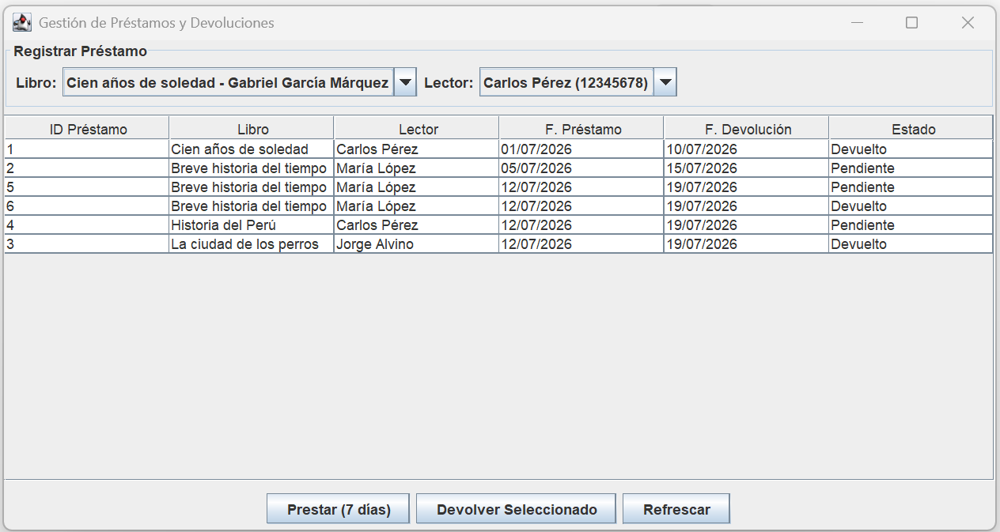 Gestión de Préstamos y Devoluciones
Registrar Préstamo
Libro: Cien años de soledad - Gabriel García Márquez Lector: Carlos Pérez (12345678)
ID Préstamo Libro Lector F. Préstamo F. Devolución Estado
1 Cien años de soledad Carlos Pérez 01/07/2026 10/07/2026 Devuelto
2 Breve historia del tiempo María López 05/07/2026 15/07/2026 Pendiente
5 Breve historia del tiempo María López 12/07/2026 19/07/2026 Pendiente
6 Breve historia del tiempo María López 12/07/2026 19/07/2026 Devuelto
4 Historia del Perú Carlos Pérez 12/07/2026 19/07/2026 Pendiente
3 La ciudad de los perros Jorge Alvino 12/07/2026 19/07/2026 Devuelto
Prestar (7 días) Devolver Seleccionado Refrescar